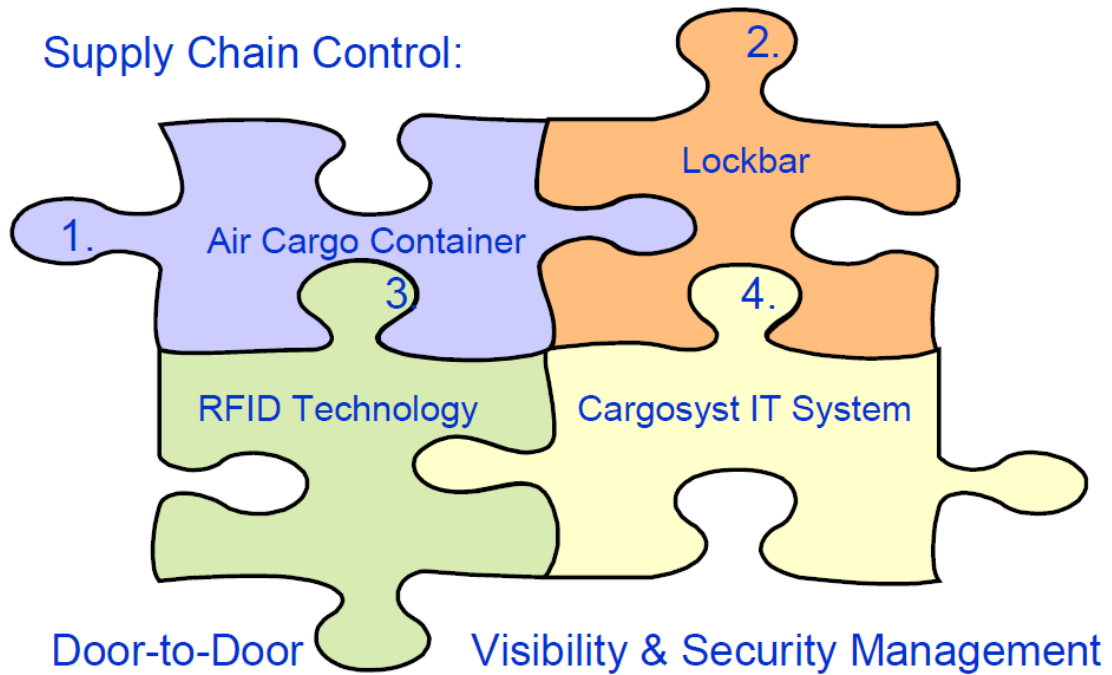 Supply Chain Control:
2.
Lockbar
1.
Air Cargo Container
3.
4.
RFID Technology
Cargosyst IT System
Door-to-Door
Visibility & Security Management